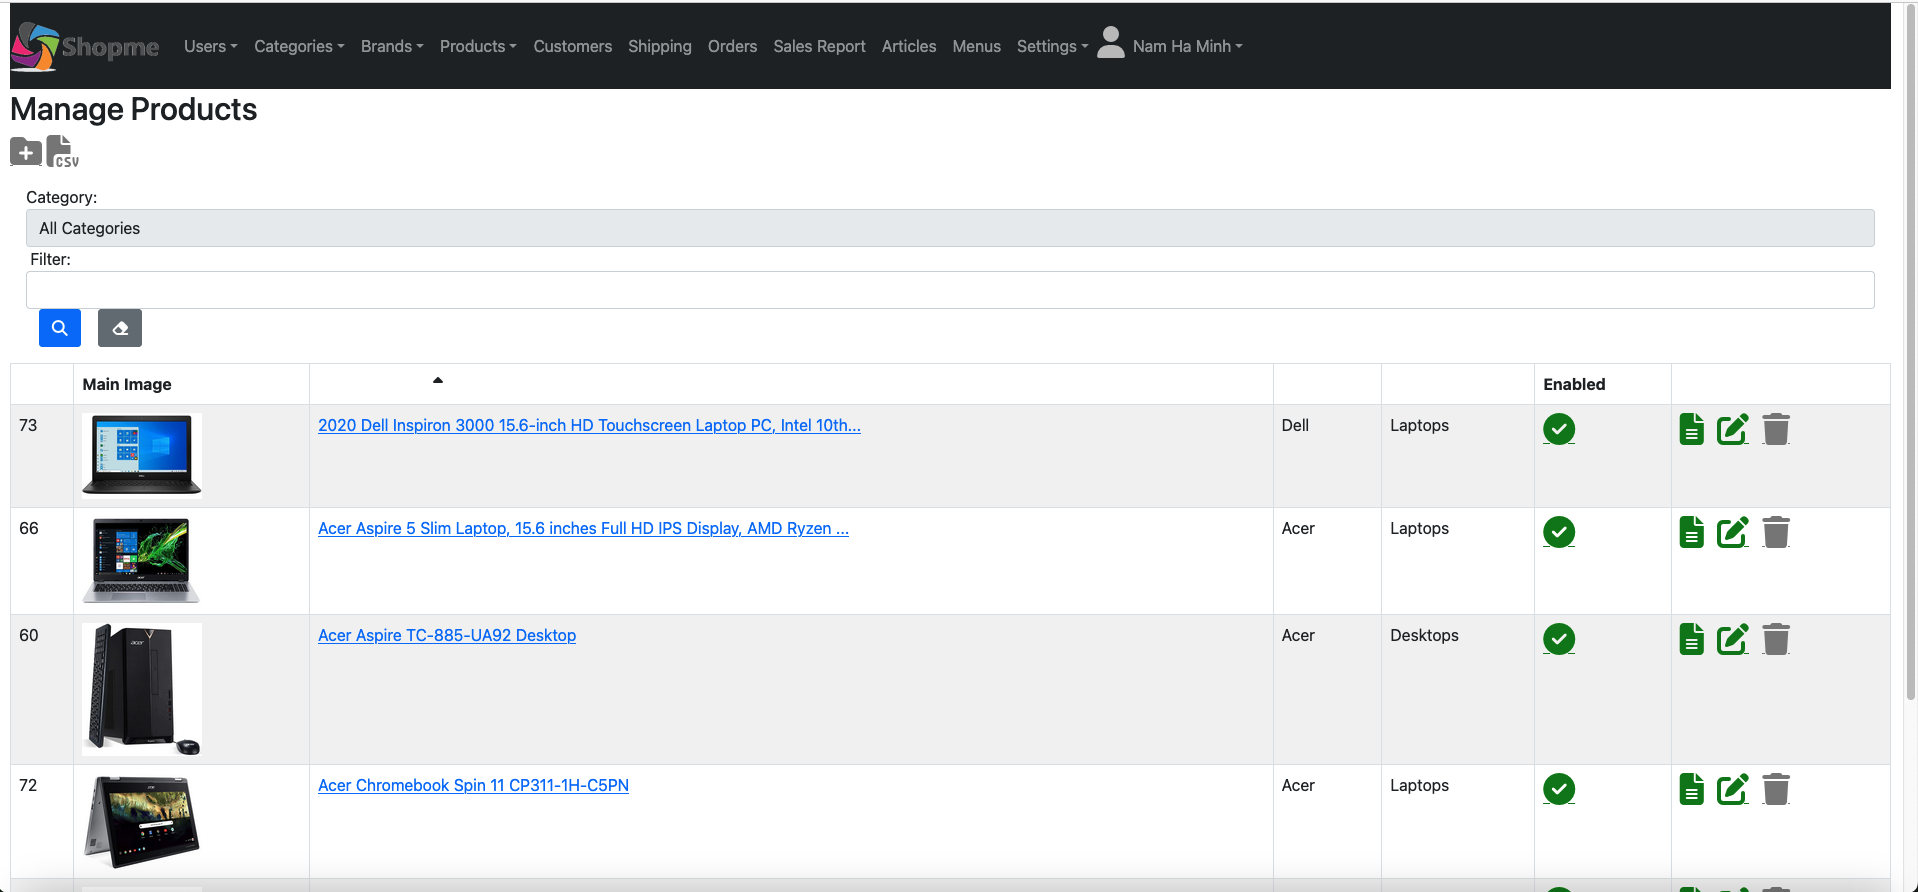 Shopme Users Categories Brands Products Customers Shipping Orders Sales Report Articles Menus Settings Nam Ha Minh
Manage Products
CSV
Category:
All Categories
Filter:
Main Image Enabled
73 2020 Dell Inspiron 3000 15.6-inch HD Touchscreen Laptop PC, Intel 10th... Dell Laptops
66 Acer Aspire 5 Slim Laptop, 15.6 inches Full HD IPS Display, AMD Ryzen ... Acer Laptops
60 Acer Aspire TC-885-UA92 Desktop Acer Desktops
72 Acer Chromebook Spin 11 CP311-1H-C5PN Acer Laptops